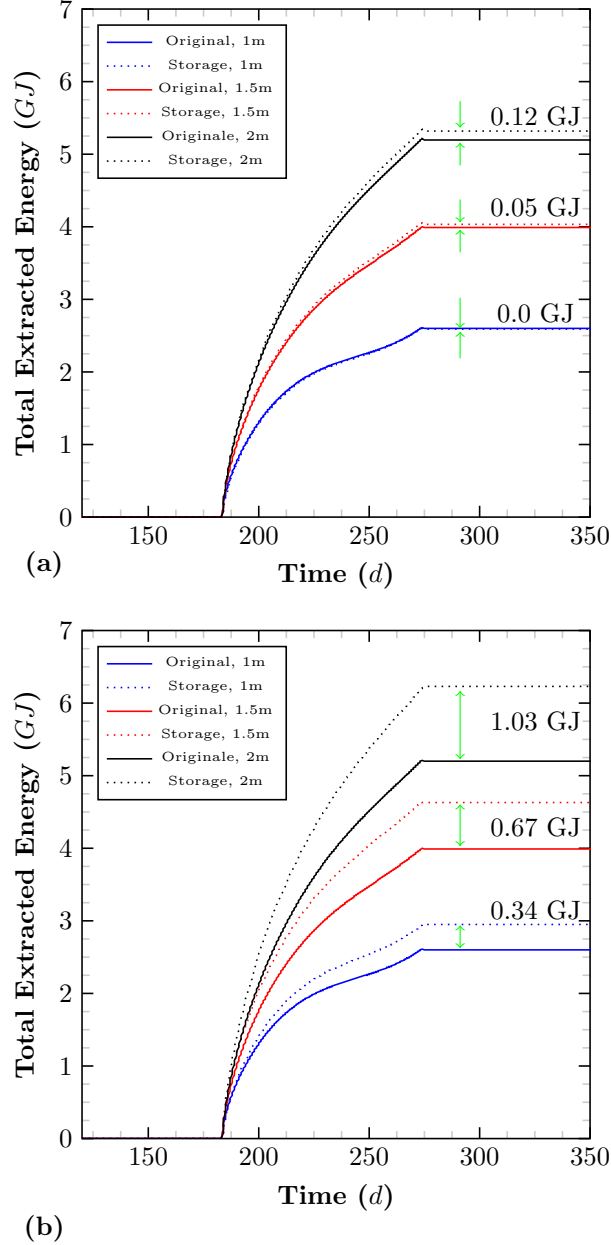 Total Extracted Energy (GJ)
7
6
5
4
3
2
1
0
Original, 1m
Storage, 1m
Original, 1.5m
Storage, 1.5m
Originale, 2m
Storage, 2m
0.12 GJ
0.05 GJ
0.0 GJ
150 200 250 300 350
Time (d)
(a)
Total Extracted Energy (GJ)
7
6
5
4
3
2
1
0
Original, 1m
Storage, 1m
Original, 1.5m
Storage, 1.5m
Originale, 2m
Storage, 2m
1.03 GJ
0.67 GJ
0.34 GJ
150 200 250 300 350
Time (d)
(b)